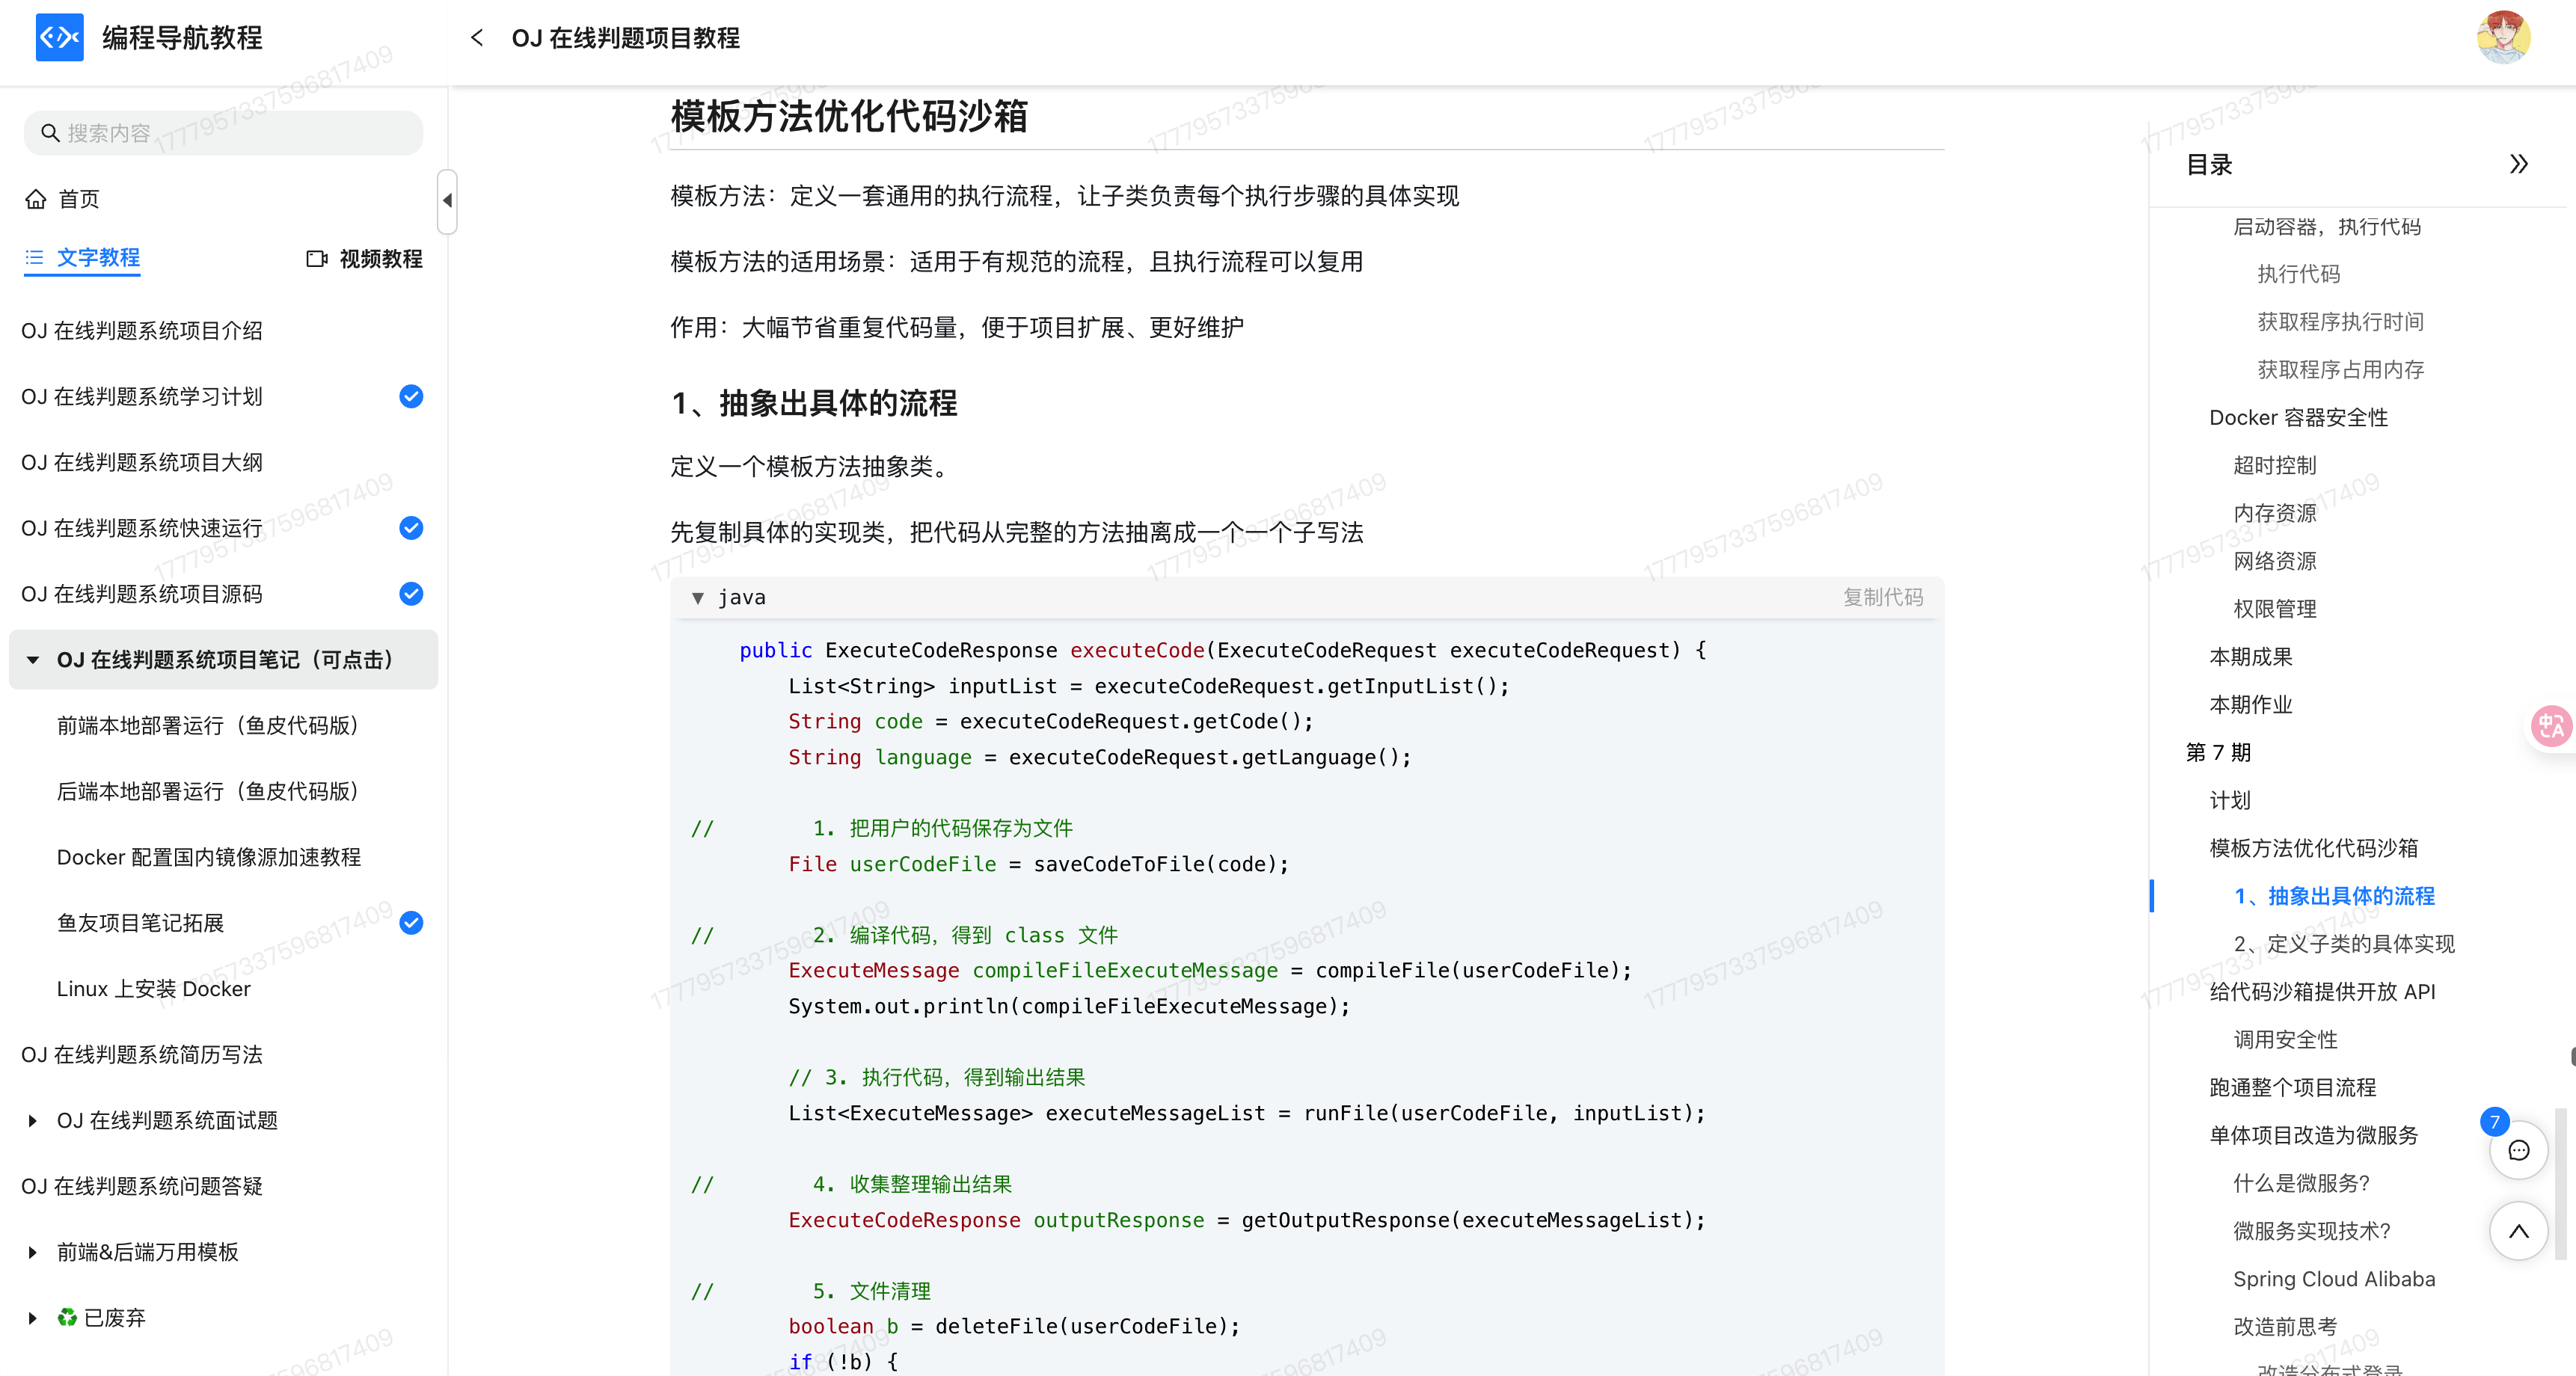 编程导航教程
搜索内容
首页
文字教程
视频教程
OJ 在线判题系统项目介绍
OJ 在线判题系统学习计划
OJ 在线判题系统项目大纲
OJ 在线判题系统快速运行
OJ 在线判题系统项目源码
OJ 在线判题系统项目笔记（可点击）
前端本地部署运行（鱼皮代码版）
后端本地部署运行（鱼皮代码版）
Docker 配置国内镜像源加速教程
鱼友项目笔记拓展
Linux 上安装 Docker
OJ 在线判题系统简历写法
OJ 在线判题系统面试题
OJ 在线判题系统问题答疑
前端&后端万用模板
已废弃
OJ 在线判题项目教程
模板方法优化代码沙箱
模板方法：定义一套通用的执行流程，让子类负责每个执行步骤的具体实现
模板方法的适用场景：适用于有规范的流程，且执行流程可以复用
作用：大幅节省重复代码量，便于项目扩展、更好维护
1、抽象出具体的流程
定义一个模板方法抽象类。
先复制具体的实现类，把代码从完整的方法抽离成一个一个子写法
java
复制代码
public ExecuteCodeResponse executeCode(ExecuteCodeRequest executeCodeRequest) {
List<String> inputList = executeCodeRequest.getInputList();
String code = executeCodeRequest.getCode();
String language = executeCodeRequest.getLanguage();
// 1. 把用户的代码保存为文件
File userCodeFile = saveCodeToFile(code);
// 2. 编译代码，得到 class 文件
ExecuteMessage compileFileExecuteMessage = compileFile(userCodeFile);
System.out.println(compileFileExecuteMessage);
// 3. 执行代码，得到输出结果
List<ExecuteMessage> executeMessageList = runFile(userCodeFile, inputList);
// 4. 收集整理输出结果
ExecuteCodeResponse outputResponse = getOutputResponse(executeMessageList);
// 5. 文件清理
boolean b = deleteFile(userCodeFile);
if (!b) {
目录
启动容器，执行代码
执行代码
获取程序执行时间
获取程序占用内存
Docker 容器安全性
超时控制
内存资源
网络资源
权限管理
本期成果
本期作业
第 7 期
计划
模板方法优化代码沙箱
1、抽象出具体的流程
2、定义子类的具体实现
给代码沙箱提供开放 API
调用安全性
跑通整个项目流程
单体项目改造为微服务
什么是微服务？
微服务实现技术？
Spring Cloud Alibaba
改造前思考
改造分布式登录
7
1777957337596817409